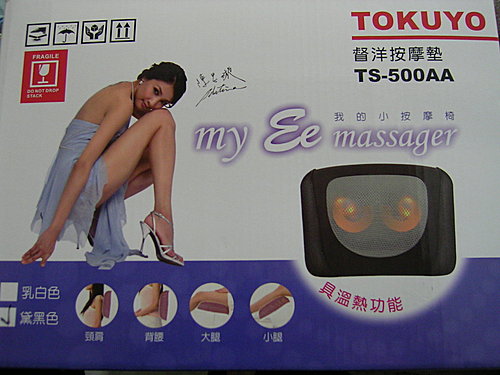 TOKUYO
督洋按摩墊
TS-500AA
FRAGILE
DO NOT DROP
STACK
我的小按摩椅
my Ee massager
具溫熱功能
乳白色
黛黑色
頸肩
背腰
大腿
小腿